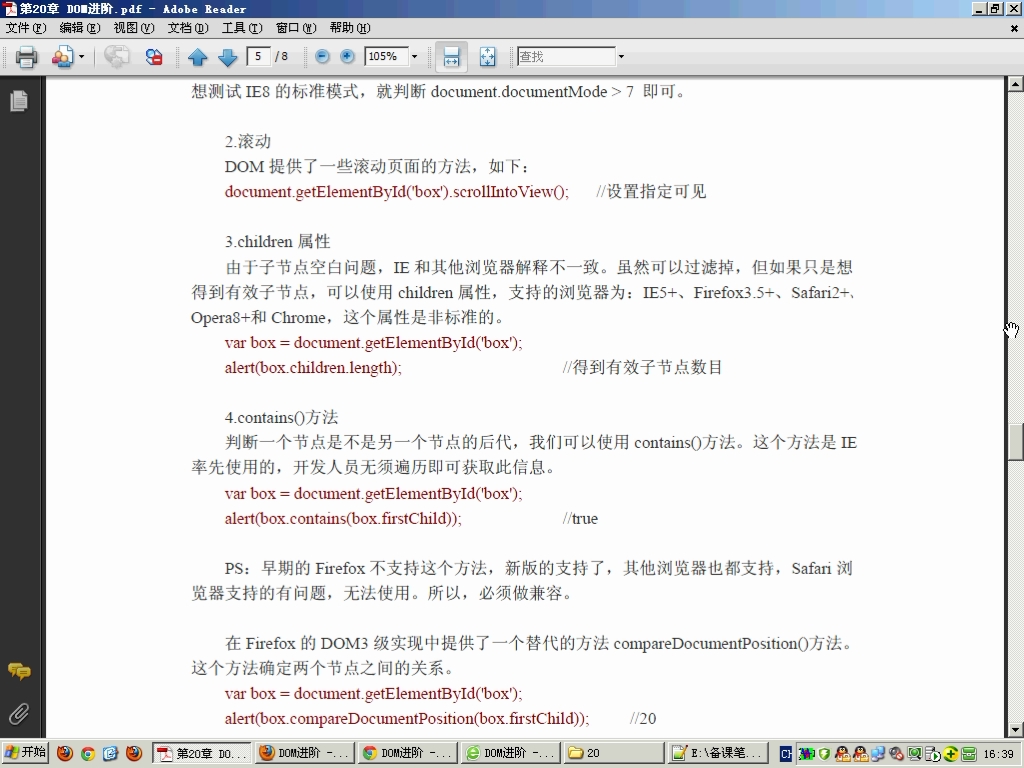 第20章 DOM进阶.pdf - Adobe Reader
文件(F) 编辑(E) 视图(V) 文档(D) 工具(T) 窗口(W) 帮助(H)
5 / 8 105% 查找
想测试 IE8 的标准模式，就判断 document.documentMode > 7 即可。
2.滚动
DOM 提供了一些滚动页面的方法，如下：
document.getElementById('box').scrollIntoView(); //设置指定可见
3.children 属性
由于子节点空白问题，IE 和其他浏览器解释不一致。虽然可以过滤掉，但如果只是想
得到有效子节点，可以使用 children 属性，支持的浏览器为：IE5+、Firefox3.5+、Safari2+、
Opera8+和 Chrome，这个属性是非标准的。
var box = document.getElementById('box');
alert(box.children.length); //得到有效子节点数目
4.contains()方法
判断一个节点是不是另一个节点的后代，我们可以使用 contains()方法。这个方法是 IE
率先使用的，开发人员无须遍历即可获取此信息。
var box = document.getElementById('box');
alert(box.contains(box.firstChild)); //true
PS：早期的 Firefox 不支持这个方法，新版的支持了，其他浏览器也都支持，Safari 浏
览器支持的有问题，无法使用。所以，必须做兼容。
在 Firefox 的 DOM3 级实现中提供了一个替代的方法 compareDocumentPosition()方法。
这个方法确定两个节点之间的关系。
var box = document.getElementById('box');
alert(box.compareDocumentPosition(box.firstChild)); //20
开始 第20章 DO... DOM进阶 -... DOM进阶 -... DOM进阶 -... 20 E:\备课笔... CH 16:39